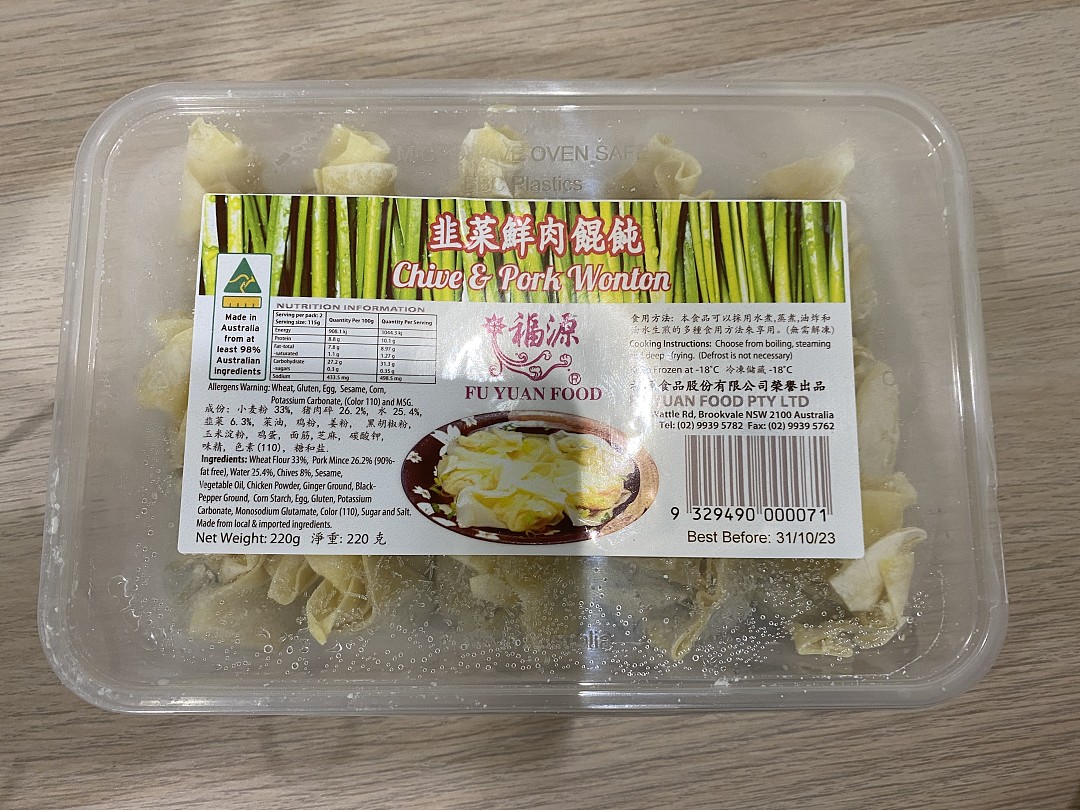 OVEN SAFE
EBC Plastics
韭菜鮮肉餛飩
Chive & Pork Wonton
Made in
Australia
from at
least 98%
Australian
ingredients
NUTRITION INFORMATION
Serving per pack: 2
Serving size: 115g Quantity Per 100g Quantity Per Serving
Energy 908.1 kj 1044.3 kj
Protein 8.8 g 10.1 g
Fat-total 7.8 g 8.97 g
-saturated 1.1 g 1.27 g
Carbohydrate 27.2 g 31.3 g
-sugars 0.3 g 0.35 g
Sodium 433.5 mg 498.5 mg
Allergens Warning: Wheat, Gluten, Egg, Sesame, Corn,
Potassium Carbonate, (Color 110) and MSG.
成份: 小麦粉 33%, 猪肉碎 26.2%, 水 25.4%,
韭菜 6.3%, 菜油, 鸡粉, 姜粉, 黑胡椒粉,
玉米淀粉, 鸡蛋, 面筋, 芝麻, 碳酸钾,
味精, 色素(110), 糖和盐.
Ingredients: Wheat Flour 33%, Pork Mince 26.2% (90%-
fat free), Water 25.4%, Chives 8%, Sesame,
Vegetable Oil, Chicken Powder, Ginger Ground, Black-
Pepper Ground, Corn Starch, Egg, Gluten, Potassium
Carbonate, Monosodium Glutamate, Color (110), Sugar and Salt.
Made from local & imported ingredients.
Net Weight: 220g 淨重: 220 克
福源
®
FU YUAN FOOD
食用方法: 本食品可以採用水煮,蒸煮,油炸和
油水生煎的多種食用方法來享用。(無需解凍)
Cooking Instructions: Choose from boiling, steaming
deep frying. (Defrost is not necessary)
Frozen at -18°C 冷凍儲藏 -18°C
食品股份有限公司榮譽出品
YUAN FOOD PTY LTD
Wattle Rd, Brookvale NSW 2100 Australia
Tel: (02) 9939 5782 Fax: (02) 9939 5762
9 329490 000071
Best Before: 31/10/23